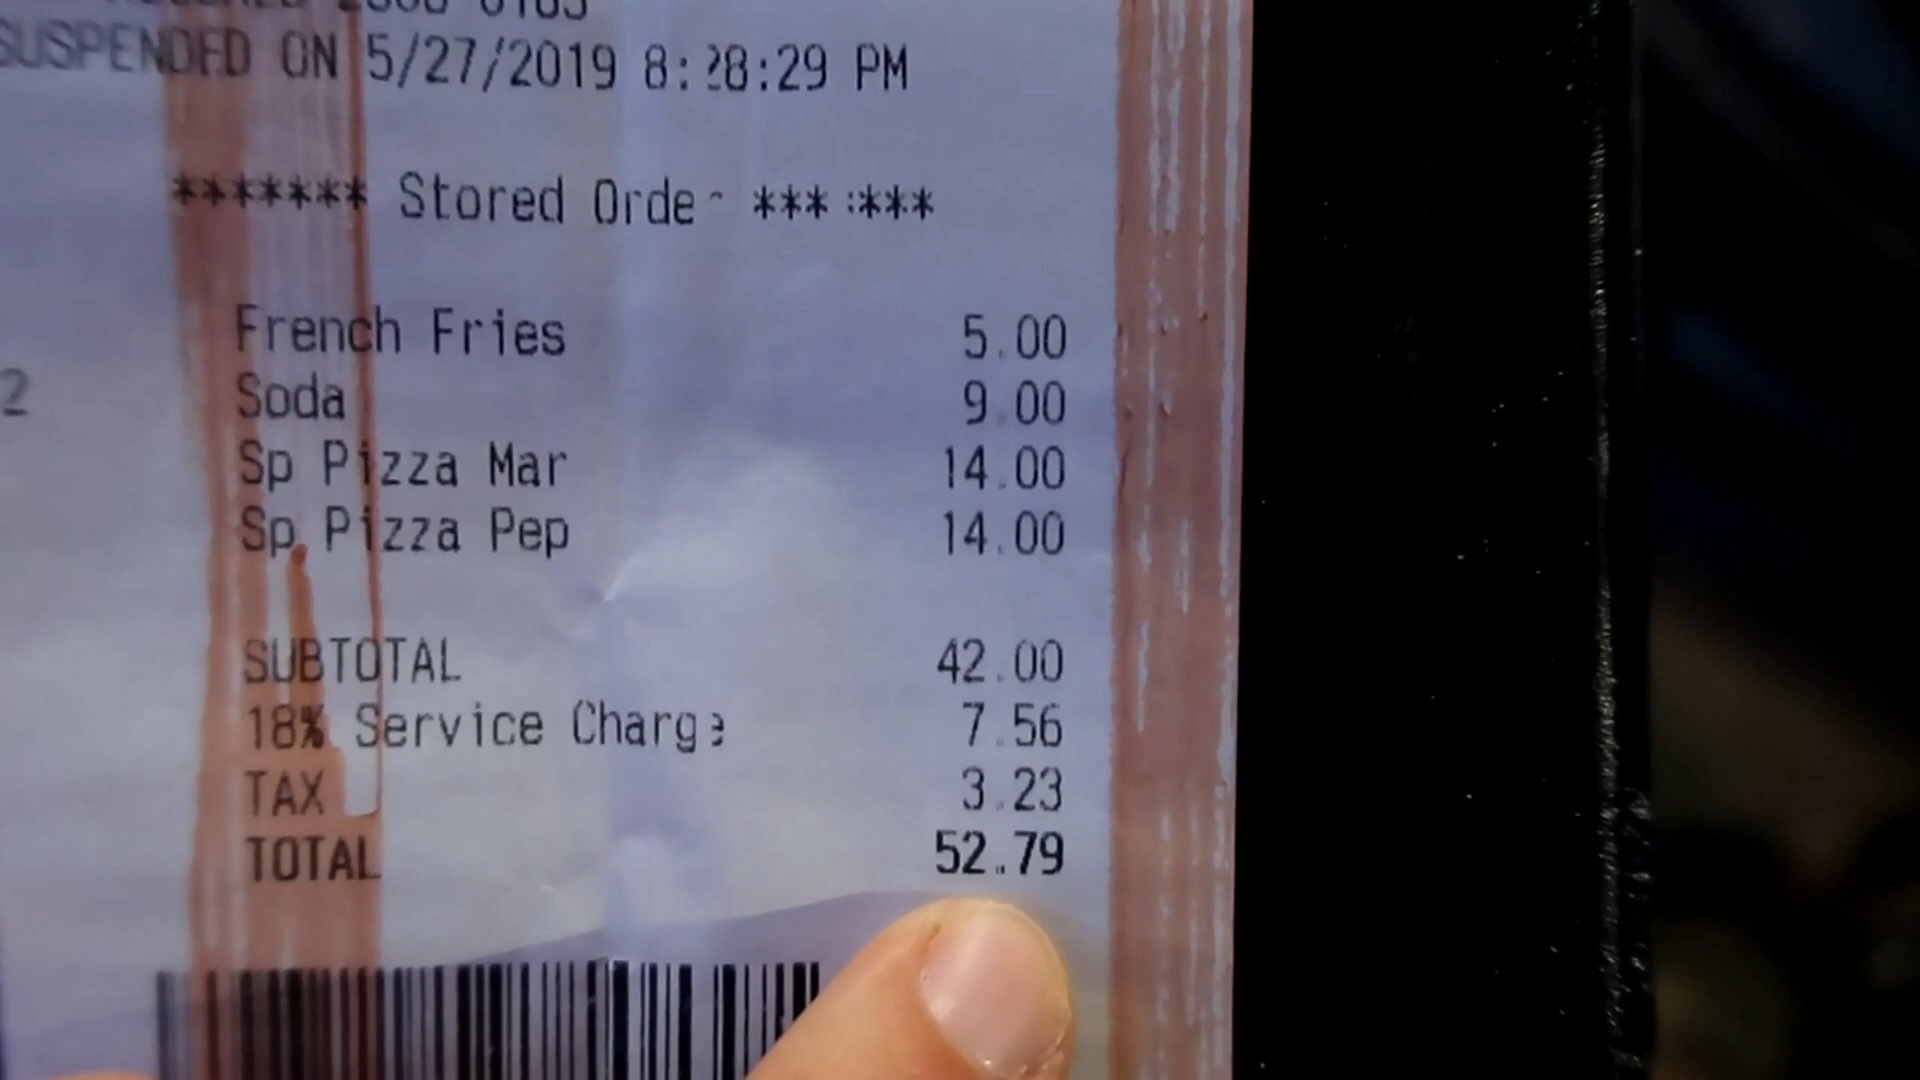 SUSPENDED ON 5/27/2019 8:28:29 PM
******* Stored Order *******
French Fries 5.00
2 Soda 9.00
Sp Pizza Mar 14.00
Sp Pizza Pep 14.00
SUBTOTAL 42.00
18% Service Charge 7.56
TAX 3.23
TOTAL 52.79